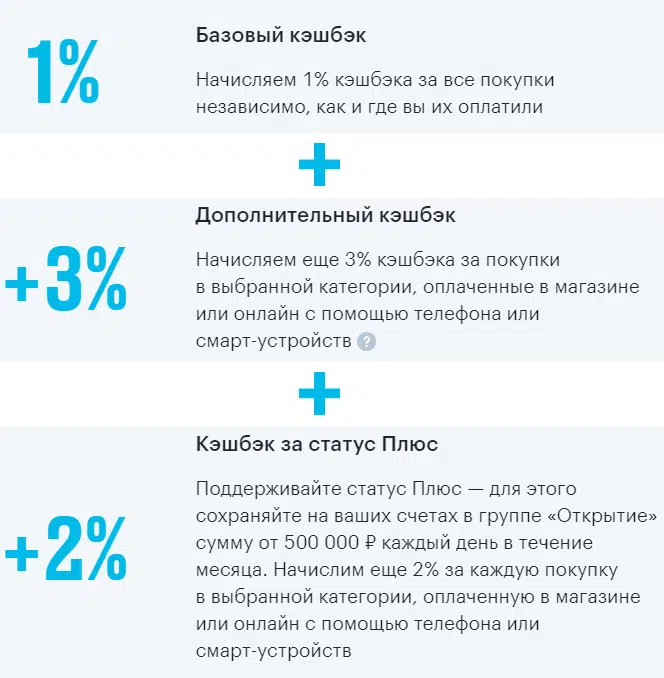 1%
Базовый кэшбэк
Начисляем 1% кэшбэка за все покупки
независимо, как и где вы их оплатили
+
+3%
Дополнительный кэшбэк
Начисляем еще 3% кэшбэка за покупки
в выбранной категории, оплаченные в магазине
или онлайн с помощью телефона или
смарт-устройств ?
+
+2%
Кэшбэк за статус Плюс
Поддерживайте статус Плюс — для этого
сохраняйте на ваших счетах в группе «Открытие»
сумму от 500 000 ₽ каждый день в течение
месяца. Начислим еще 2% за каждую покупку
в выбранной категории, оплаченную в магазине
или онлайн с помощью телефона или
смарт-устройств